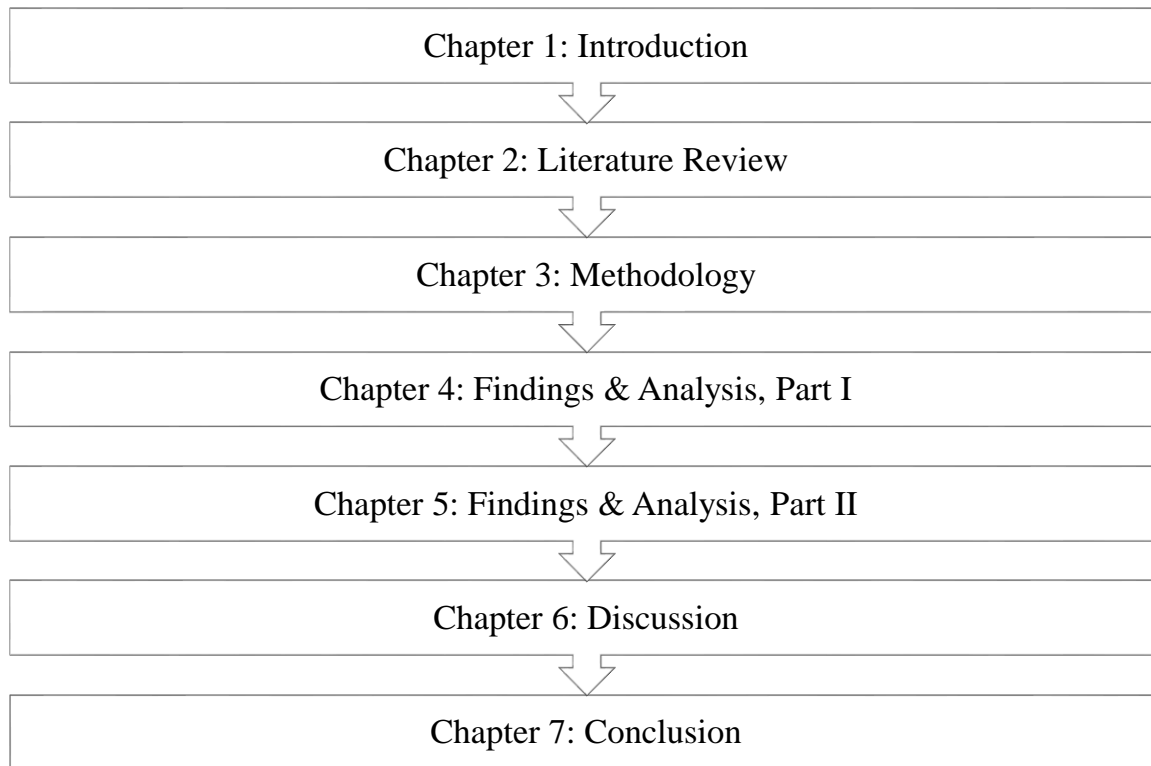 Chapter 1: Introduction
Chapter 2: Literature Review
Chapter 3: Methodology
Chapter 4: Findings & Analysis, Part I
Chapter 5: Findings & Analysis, Part II
Chapter 6: Discussion
Chapter 7: Conclusion